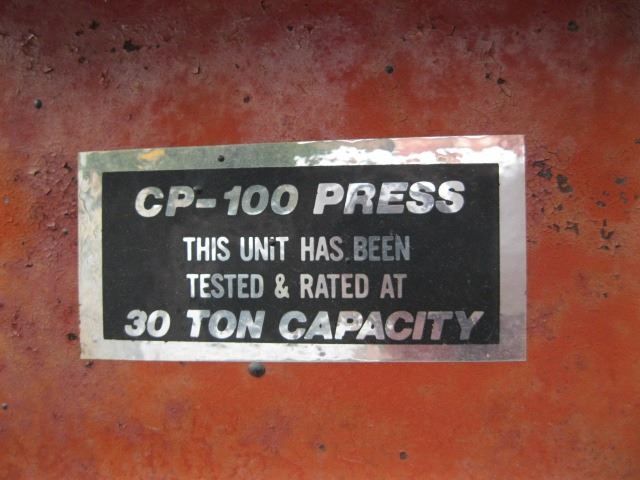 CP-100 PRESS
THIS UNiT HAS BEEN
TESTED & RATED AT
30 TON CAPACITY